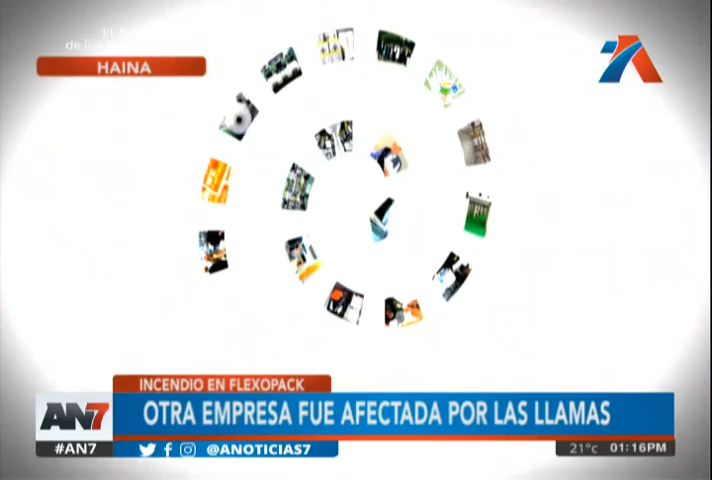 HAINA
INCENDIO EN FLEXOPACK
OTRA EMPRESA FUE AFECTADA POR LAS LLAMAS
AN7
#AN7
@ANOTICIAS7
21°c 01:16PM